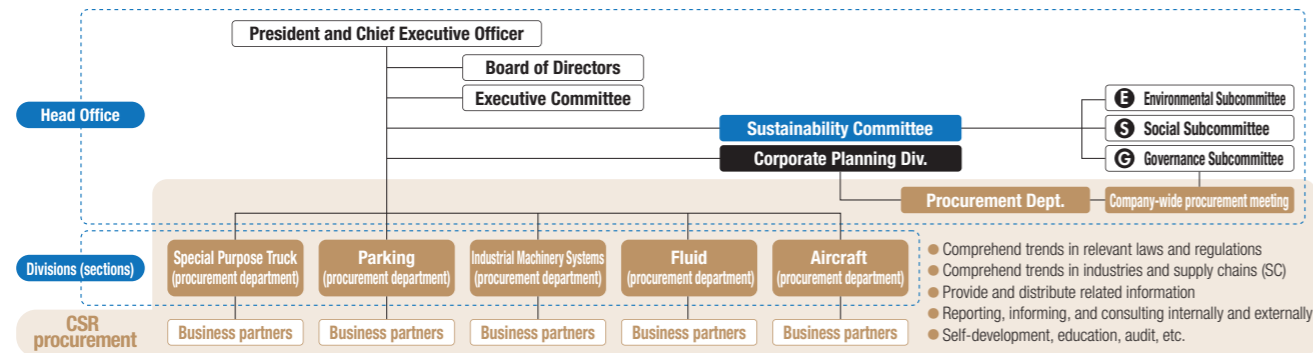 President and Chief Executive Officer
Board of Directors
Executive Committee
Head Office
Sustainability Committee
Corporate Planning Div.
E Environmental Subcommittee
S Social Subcommittee
G Governance Subcommittee
Procurement Dept.
Company-wide procurement meeting
Divisions (sections)
Special Purpose Truck
(procurement department)
Parking
(procurement department)
Industrial Machinery Systems
(procurement department)
Fluid
(procurement department)
Aircraft
(procurement department)
● Comprehend trends in relevant laws and regulations
● Comprehend trends in industries and supply chains (SC)
● Provide and distribute related information
● Reporting, informing, and consulting internally and externally
● Self-development, education, audit, etc.
CSR
procurement
Business partners
Business partners
Business partners
Business partners
Business partners